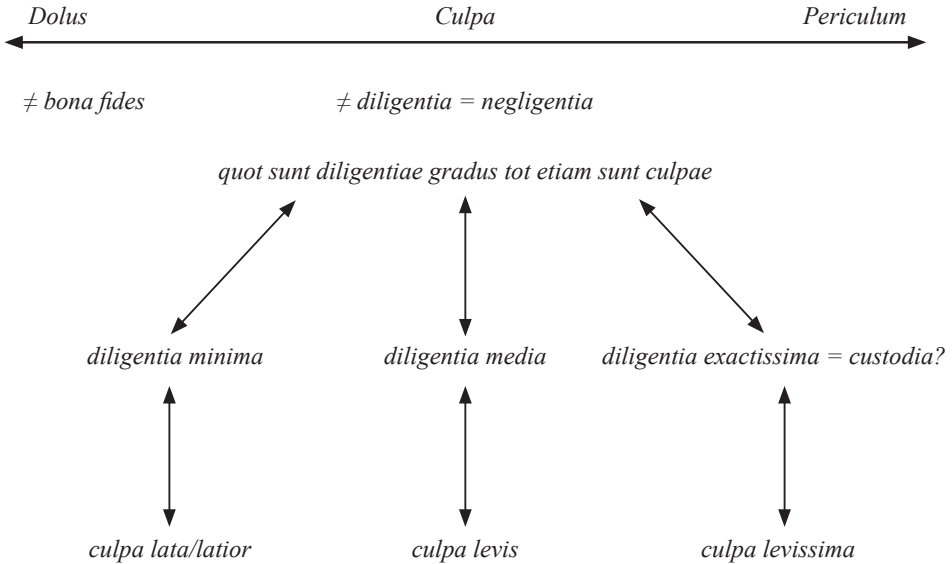 Dolus Culpa Periculum
≠ bona fides ≠ diligentia = negligentia
quot sunt diligentiae gradus tot etiam sunt culpae
diligentia minima diligentia media diligentia exactissima = custodia?
culpa lata/latior culpa levis culpa levissima